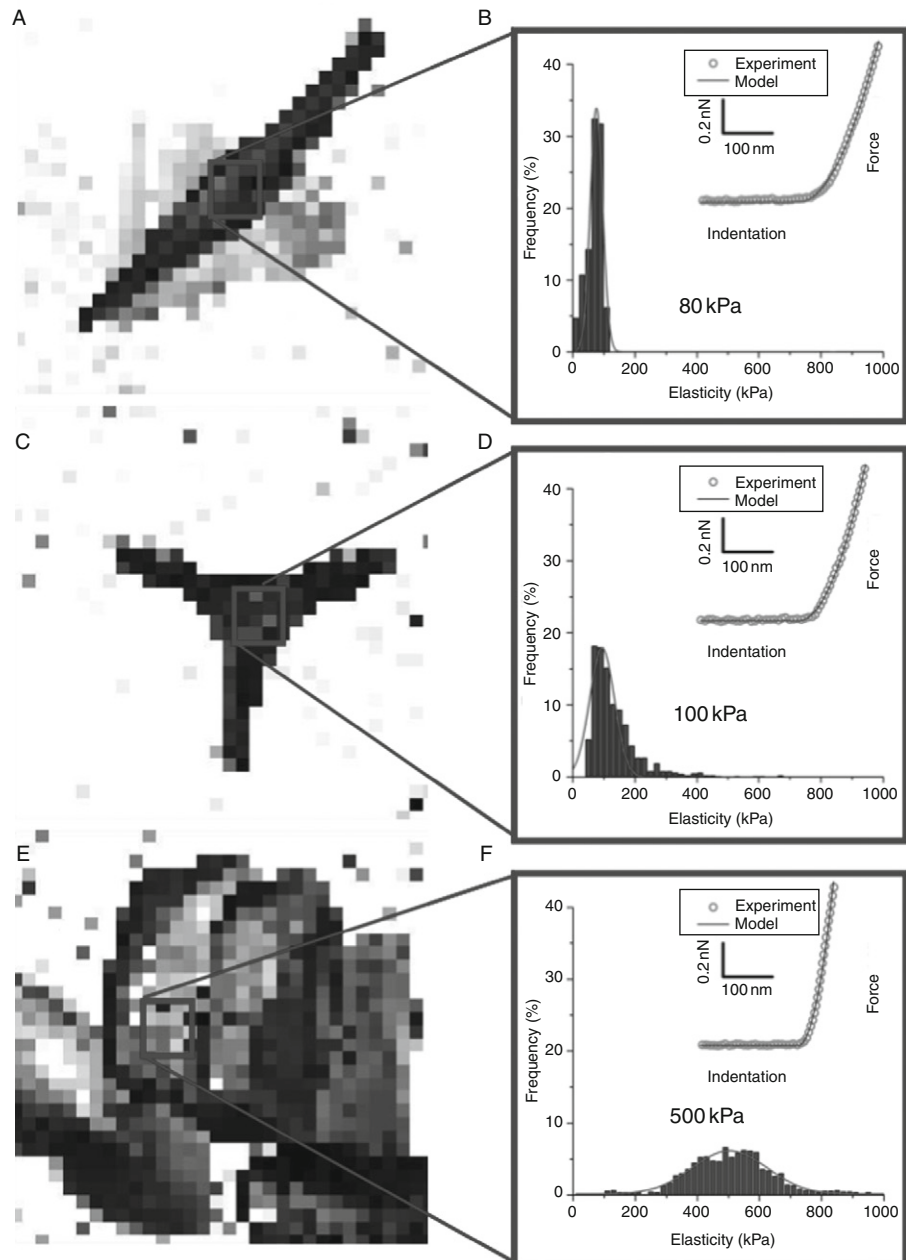 A
B
40
30
20
10
0
Frequency (%)
Experiment
Model
0.2 nN
100 nm
Force
Indentation
80 kPa
0 200 400 600 800 1000
Elasticity (kPa)
C
D
40
30
20
10
0
Frequency (%)
Experiment
Model
0.2 nN
100 nm
Force
Indentation
100 kPa
0 200 400 600 800 1000
Elasticity (kPa)
E
F
40
30
20
10
0
Frequency (%)
Experiment
Model
0.2 nN
100 nm
Force
Indentation
500 kPa
0 200 400 600 800 1000
Elasticity (kPa)